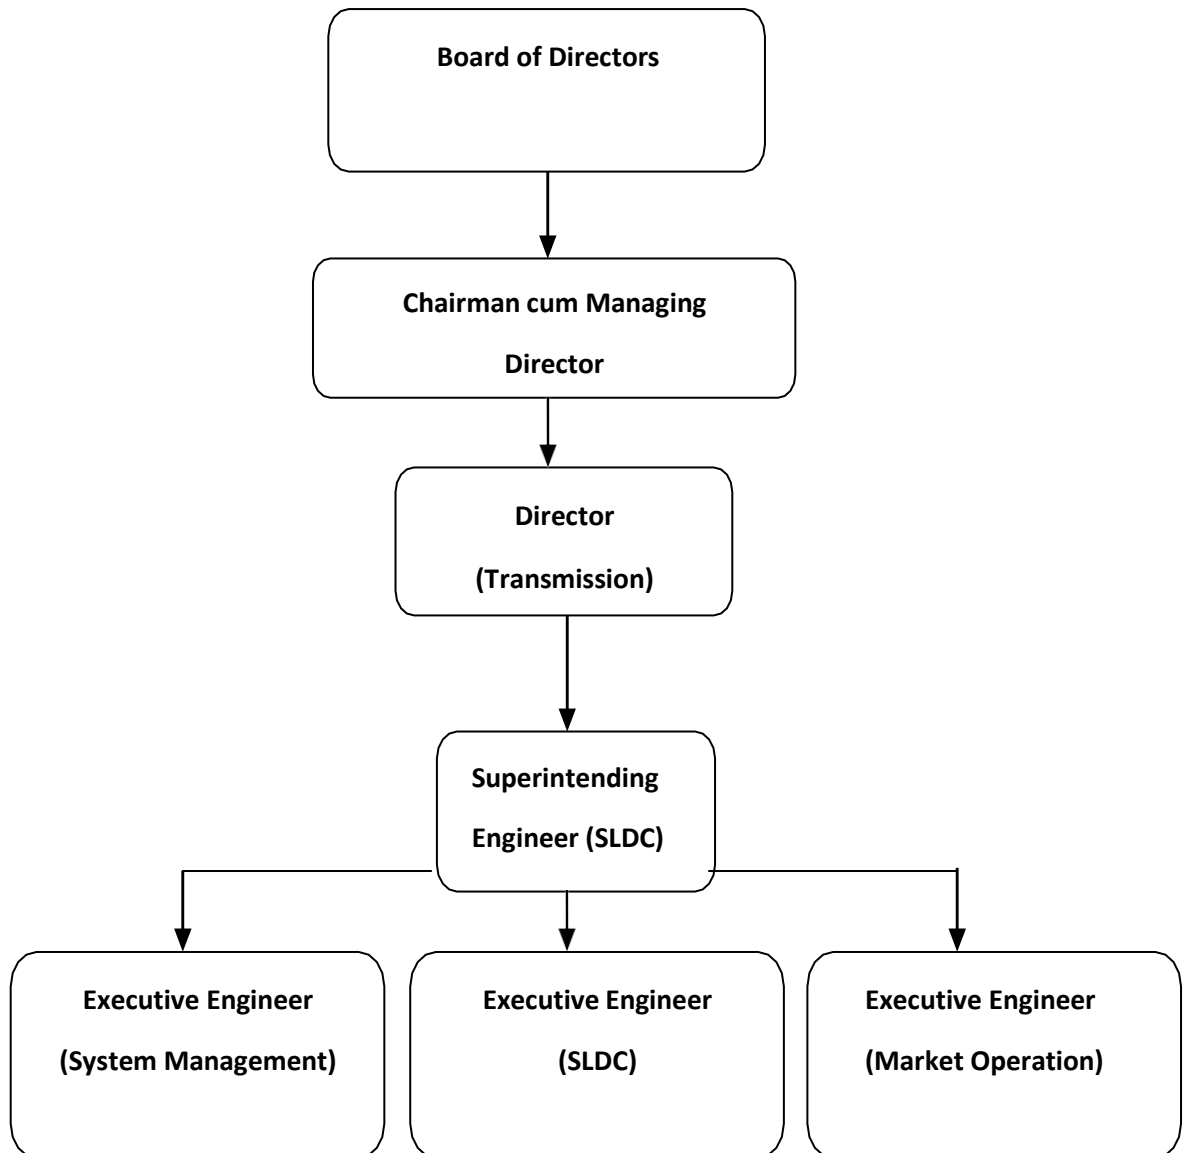 Board of Directors
Chairman cum Managing
Director
Director
(Transmission)
Superintending
Engineer (SLDC)
Executive Engineer
(System Management)
Executive Engineer
(SLDC)
Executive Engineer
(Market Operation)